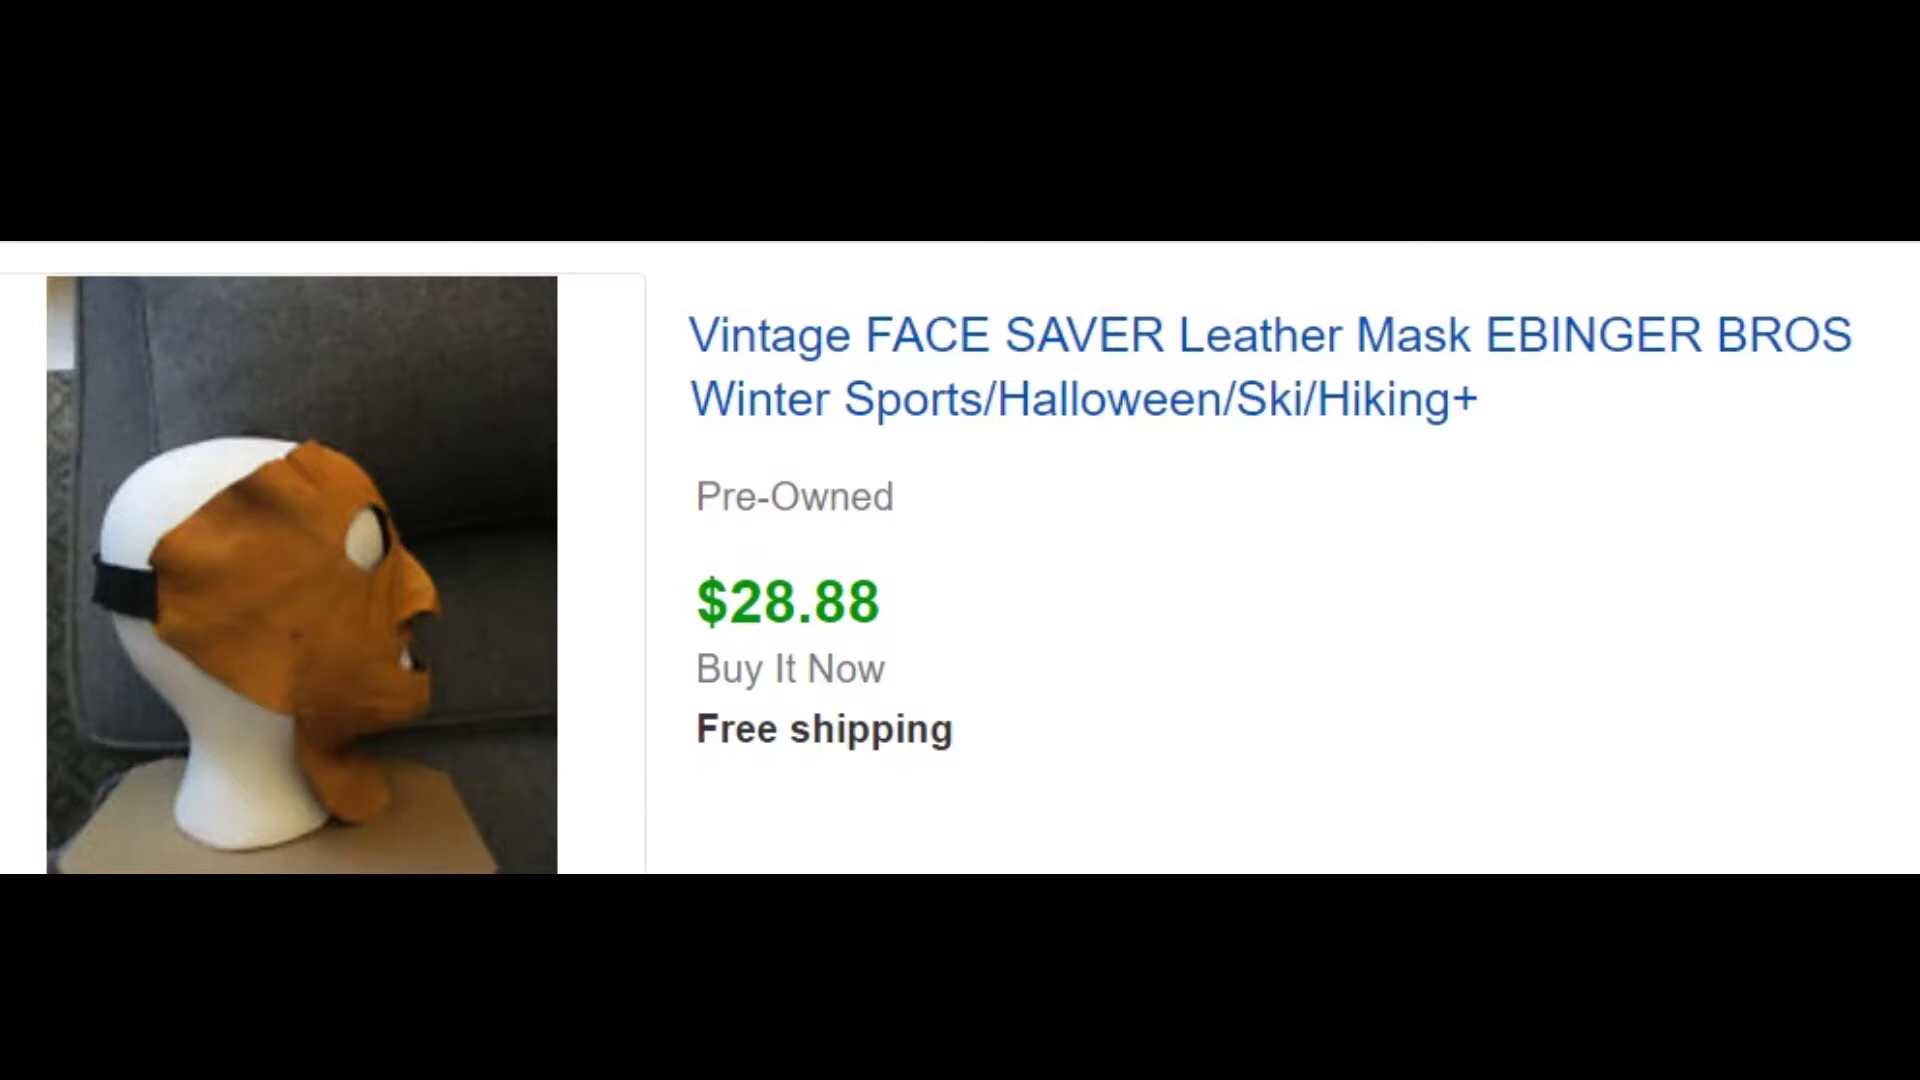 Vintage FACE SAVER Leather Mask EBINGER BROS
Winter Sports/Halloween/Ski/Hiking+
Pre-Owned
$28.88
Buy It Now
Free shipping